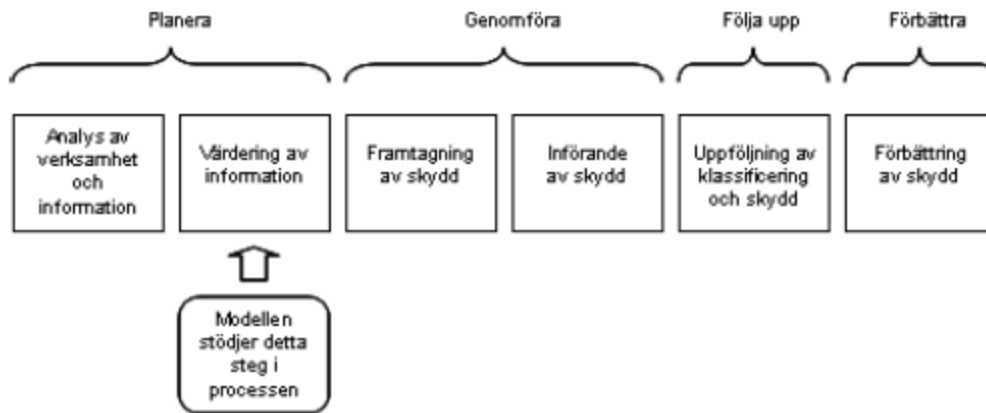 Planera
Genomföra
Följa upp
Förbättra
Analys av
verksamhet
och
information
Värdering av
information
Framtagning
av skydd
Införande
av skydd
Uppföljning av
klassificering
och skydd
Förbättring
av skydd
Modellen
stödjer detta
steg i
processen